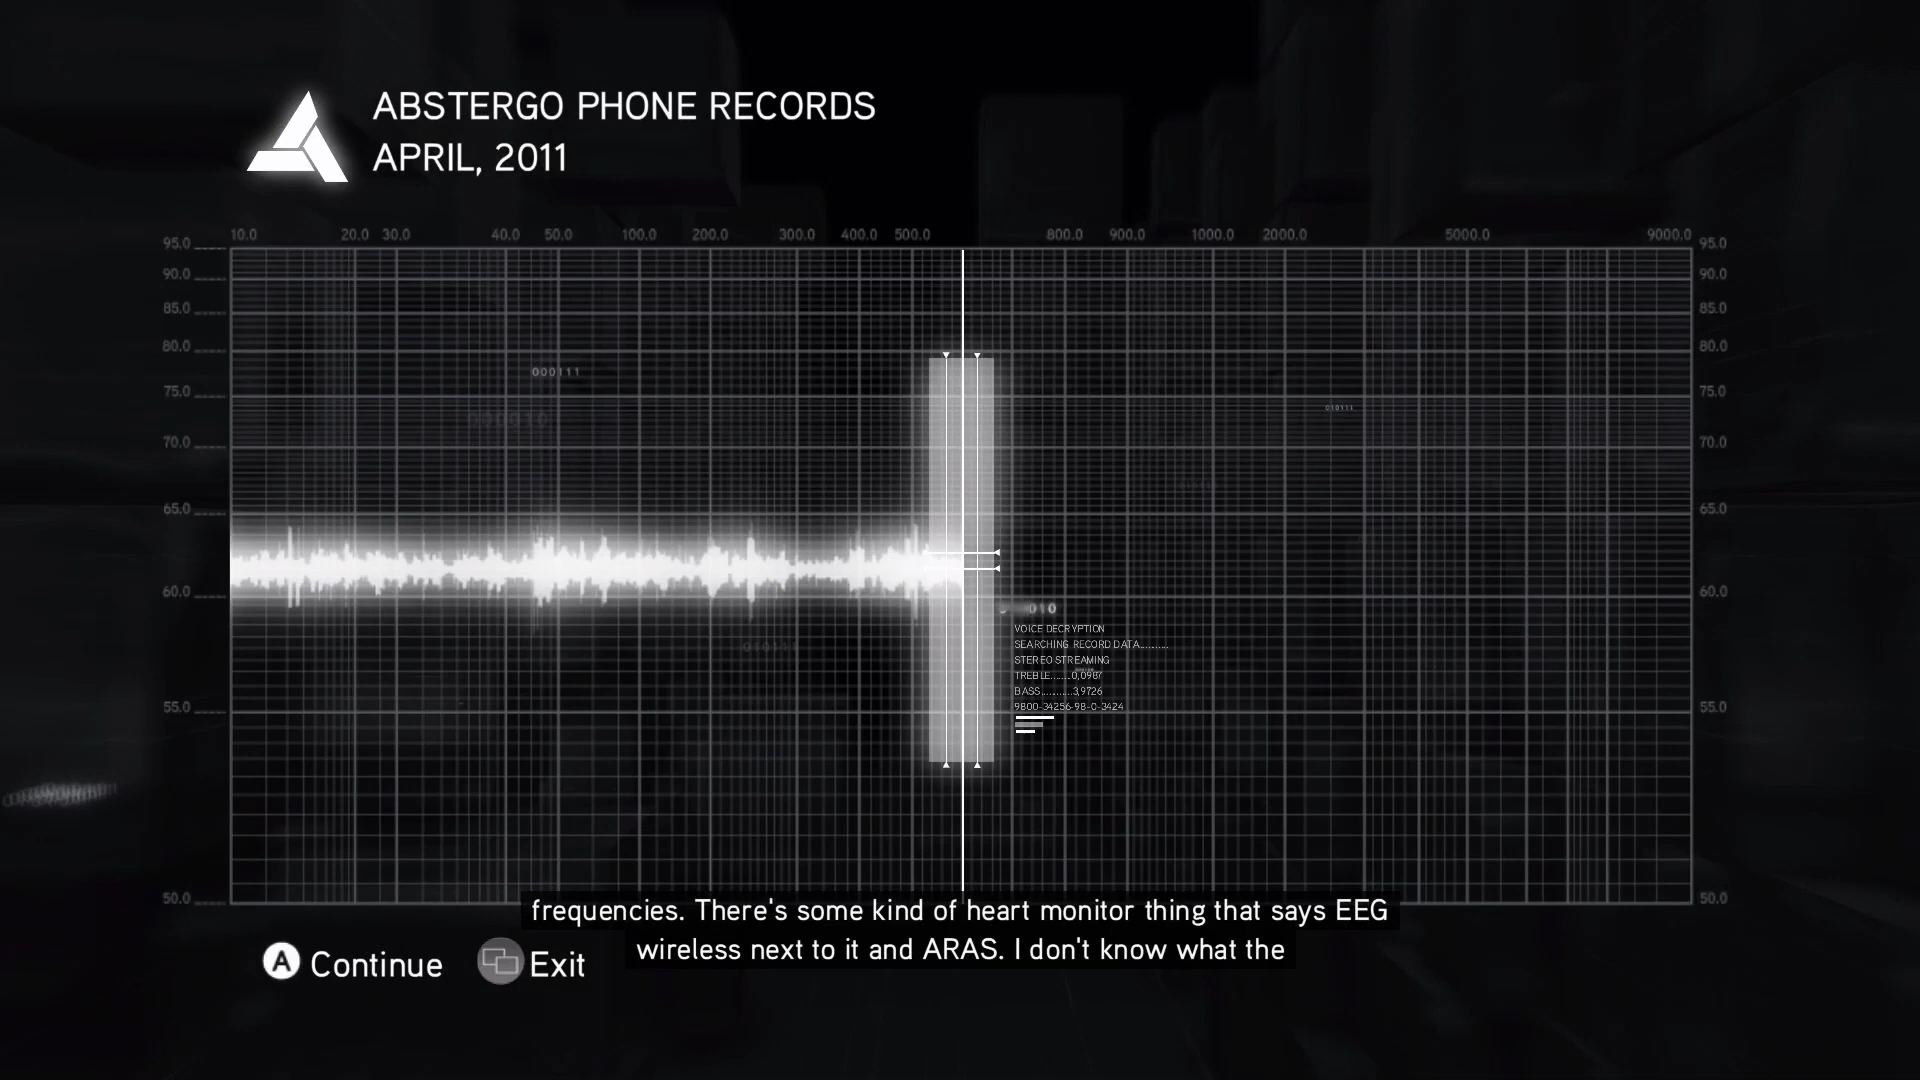 ABSTERGO PHONE RECORDS
APRIL, 2011
10.0 20.0 30.0 40.0 50.0 100.0 200.0 300.0 400.0 500.0 800.0 900.0 1000.0 2000.0 5000.0 9000.0
95.0 95.0
90.0 90.0
85.0 85.0
80.0 80.0
000111
75.0 75.0
010111
000010
70.0 70.0
65.0 65.0
60.0 60.0
010
VOICE DECRYPTION
SEARCHING RECORD DATA..........
STEREO STREAMING
TREBLE.......0,0987
BASS...........3,9726
9800-34256-98-0-3424
55.0 55.0
50.0 50.0
frequencies. There's some kind of heart monitor thing that says EEG
wireless next to it and ARAS. I don't know what the
A Continue Exit